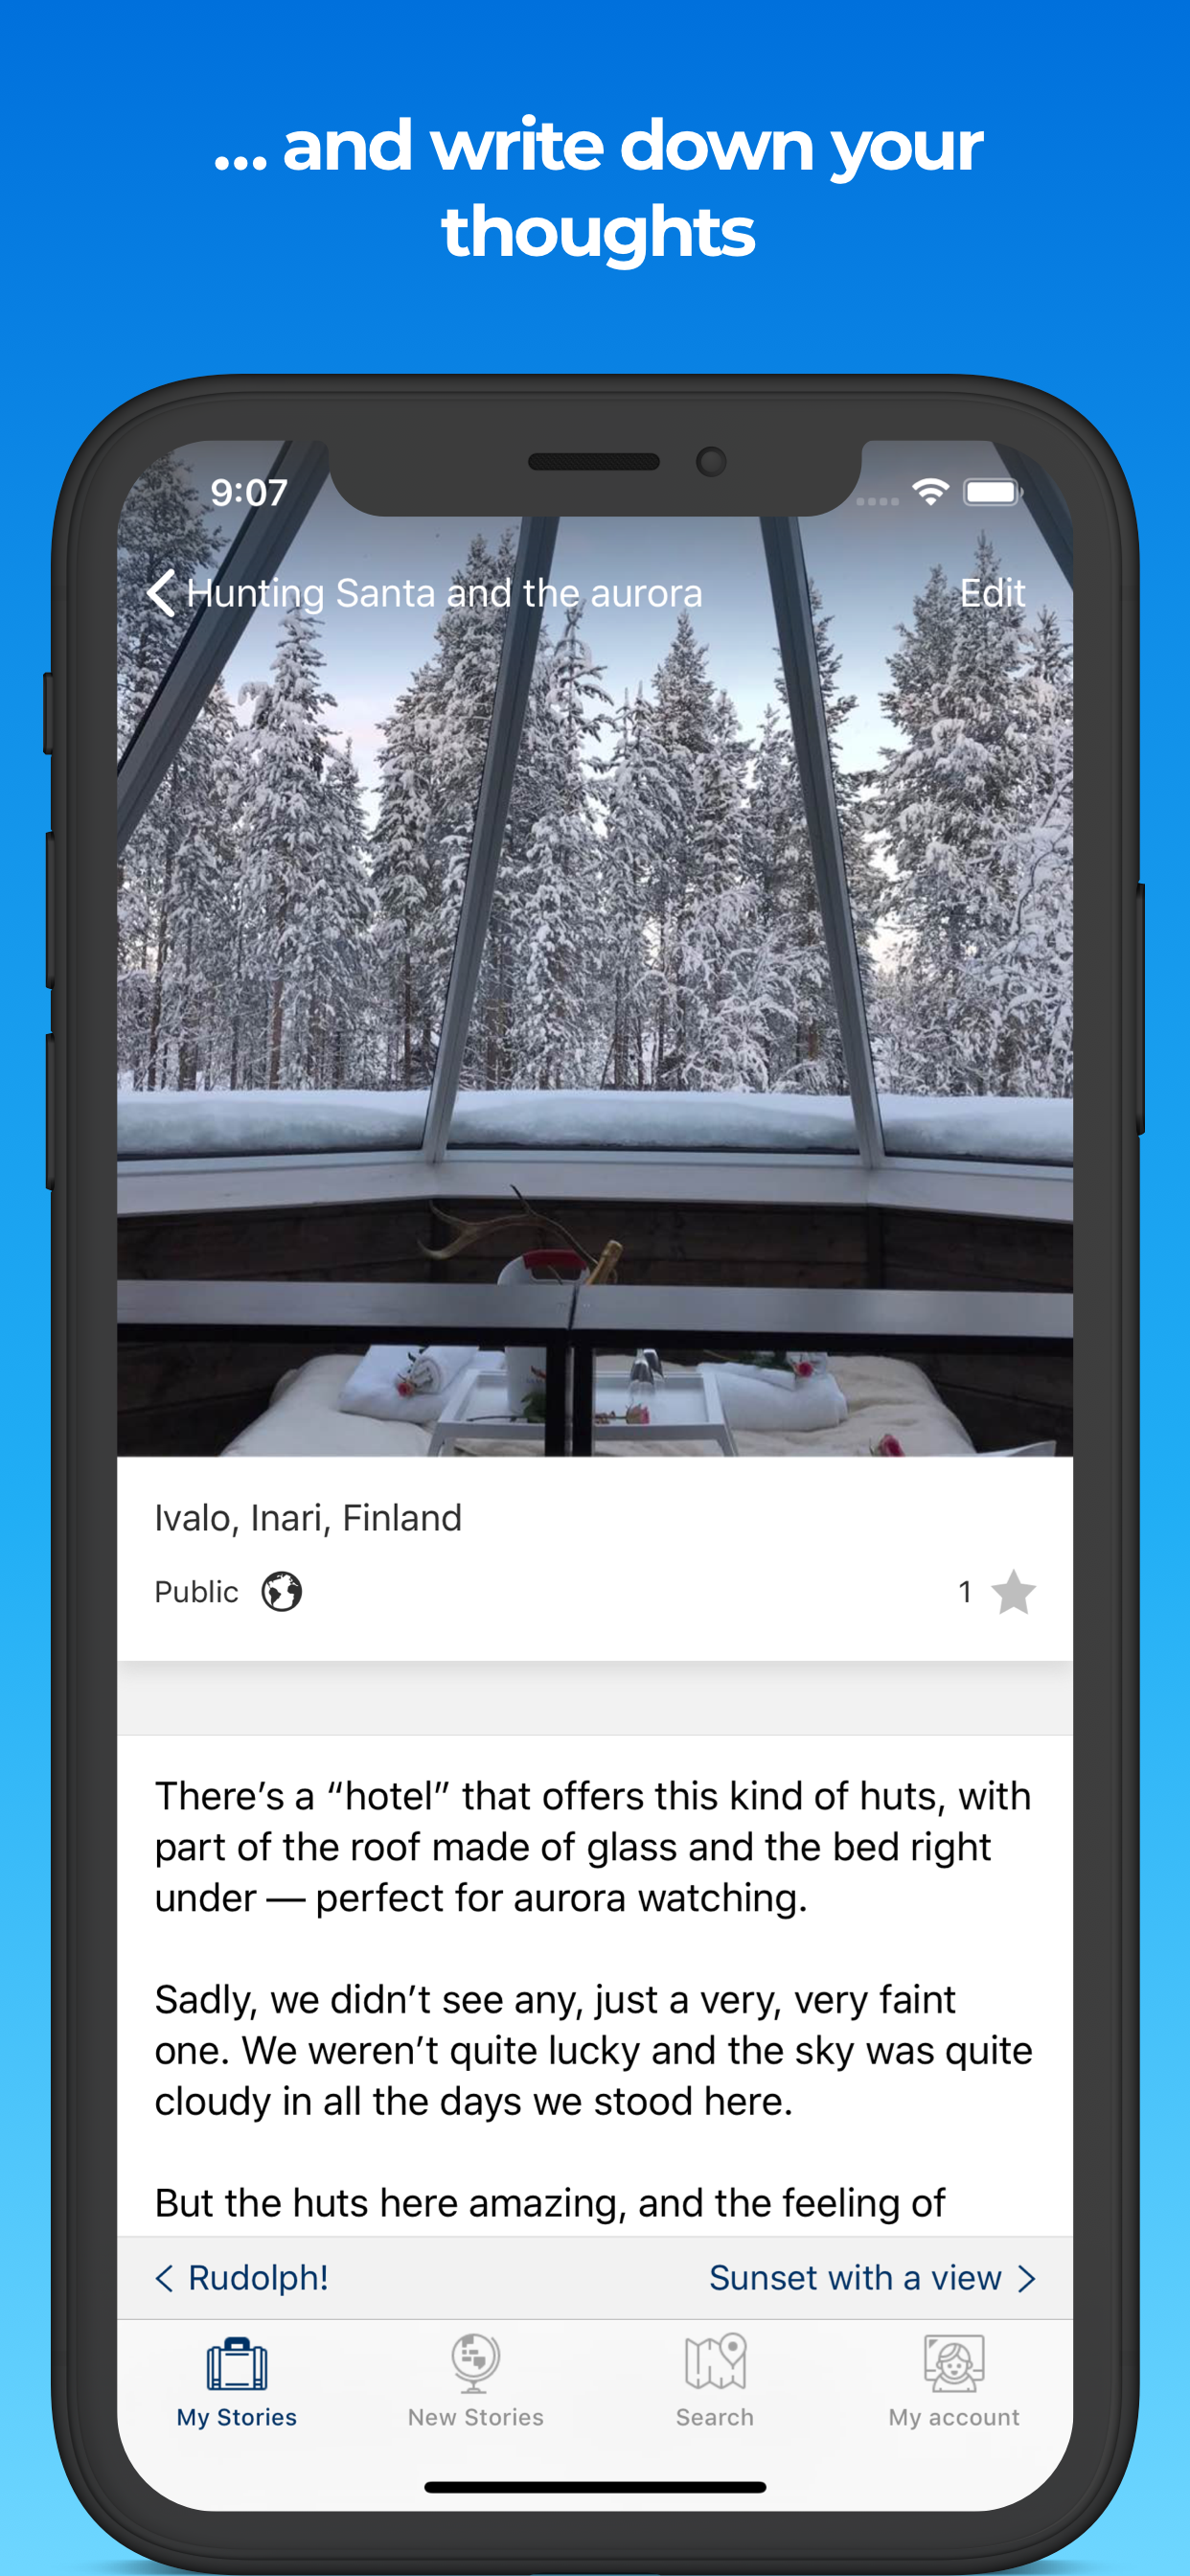 ... and write down your
thoughts
9:07
Hunting Santa and the aurora
Edit
Ivalo, Inari, Finland
Public
1
There’s a “hotel” that offers this kind of huts, with
part of the roof made of glass and the bed right
under — perfect for aurora watching.
Sadly, we didn’t see any, just a very, very faint
one. We weren’t quite lucky and the sky was quite
cloudy in all the days we stood here.
But the huts here amazing, and the feeling of
Rudolph!
Sunset with a view
My Stories
New Stories
Search
My account